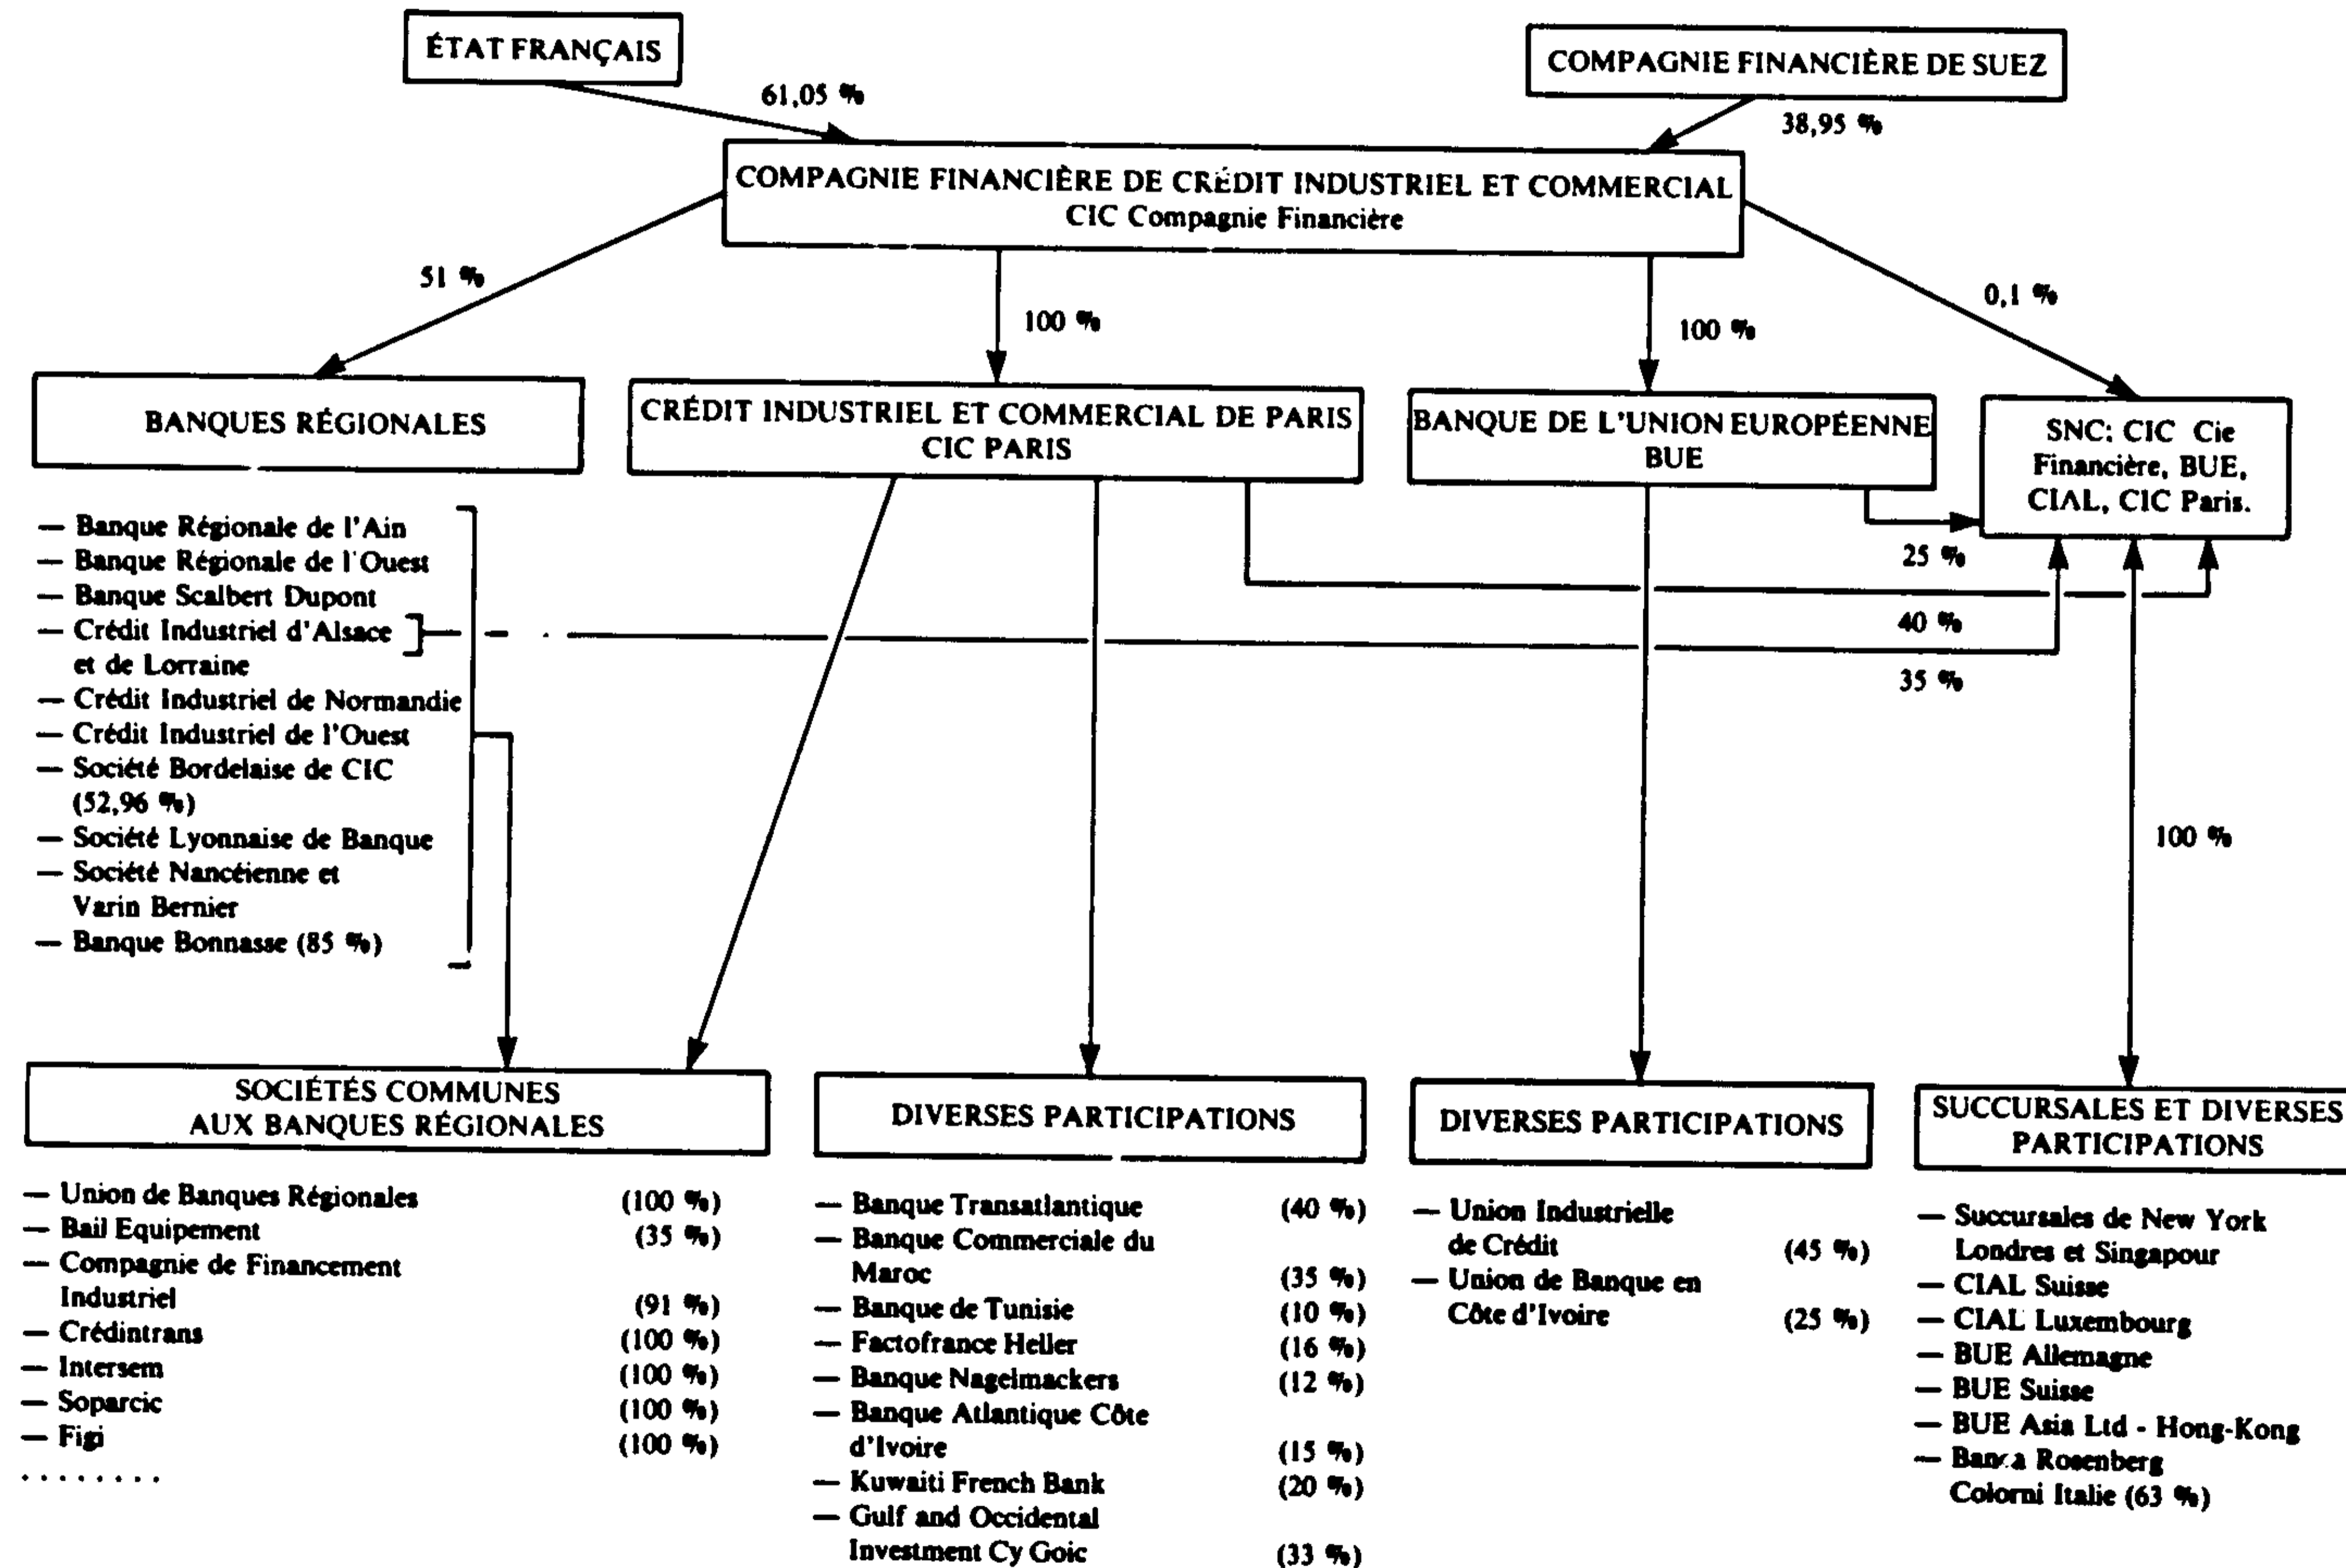 ÉTAT FRANÇAIS
COMPAGNIE FINANCIÈRE DE SUEZ
61,05 %
38,95 %
COMPAGNIE FINANCIÈRE DE CRÉDIT INDUSTRIEL ET COMMERCIAL
CIC Compagnie Financière
51 %
100 %
100 %
0,1 %
BANQUES RÉGIONALES
CRÉDIT INDUSTRIEL ET COMMERCIAL DE PARIS
CIC PARIS
BANQUE DE L'UNION EUROPÉENNE
BUE
SNC: CIC Cie
Financière, BUE,
CIAL, CIC Paris.
— Banque Régionale de l'Ain
— Banque Régionale de l'Ouest
— Banque Scalbert Dupont
— Crédit Industriel d'Alsace
et de Lorraine
— Crédit Industriel de Normandie
— Crédit Industriel de l'Ouest
— Société Bordelaise de CIC
(52,96 %)
— Société Lyonnaise de Banque
— Société Nancéienne et
Varin Bernier
— Banque Bonnasse (85 %)
25 %
40 %
35 %
100 %
SOCIÉTÉS COMMUNES
AUX BANQUES RÉGIONALES
— Union de Banques Régionales (100 %)
— Bail Equipement (35 %)
— Compagnie de Financement
Industriel (91 %)
— Crédintrans (100 %)
— Intersem (100 %)
— Soparcic (100 %)
— Figi (100 %)
. . . . . . . .
DIVERSES PARTICIPATIONS
— Banque Transatlantique (40 %)
— Banque Commerciale du
Maroc (35 %)
— Banque de Tunisie (10 %)
— Factofrance Heller (16 %)
— Banque Nagelmackers (12 %)
— Banque Atlantique Côte
d'Ivoire (15 %)
— Kuwaiti French Bank (20 %)
— Gulf and Occidental
Investment Cy Goic (33 %)
DIVERSES PARTICIPATIONS
— Union Industrielle
de Crédit (45 %)
— Union de Banque en
Côte d'Ivoire (25 %)
SUCCURSALES ET DIVERSES
PARTICIPATIONS
— Succursales de New York
Londres et Singapour
— CIAL Suisse
— CIAL Luxembourg
— BUE Allemagne
— BUE Suisse
— BUE Asia Ltd - Hong-Kong
— Banca Rosenberg
Colorni Italie (63 %)